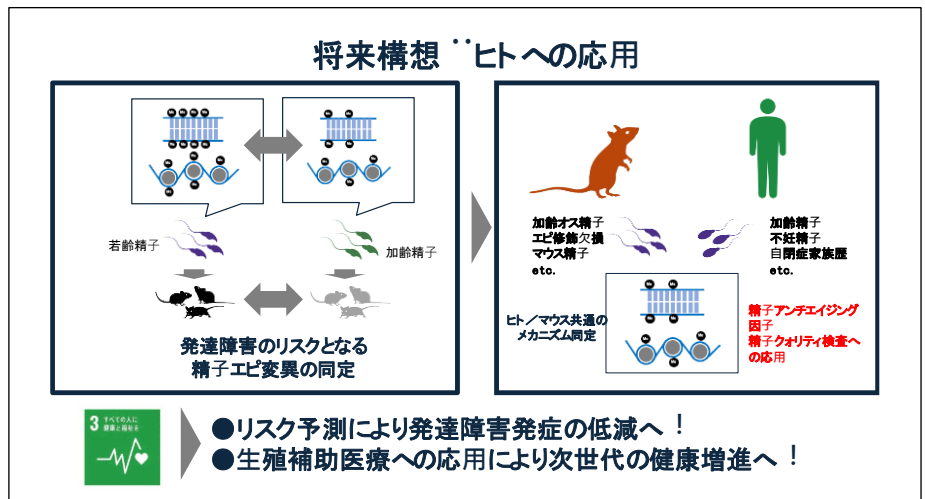 将来構想：ヒトへの応用
若齢精子
加齢精子
発達障害のリスクとなる
精子エピ変異の同定
加齢オス精子
エピ修飾欠損
マウス精子
etc.
加齢精子
不妊精子
自閉症家族歴
etc.
ヒト／マウス共通の
メカニズム同定
精子アンチエイジング
因子
精子クォリティ検査へ
の応用
3 すべての人に
健康と福祉を
●リスク予測により発達障害発症の低減へ！
●生殖補助医療への応用により次世代の健康増進へ！